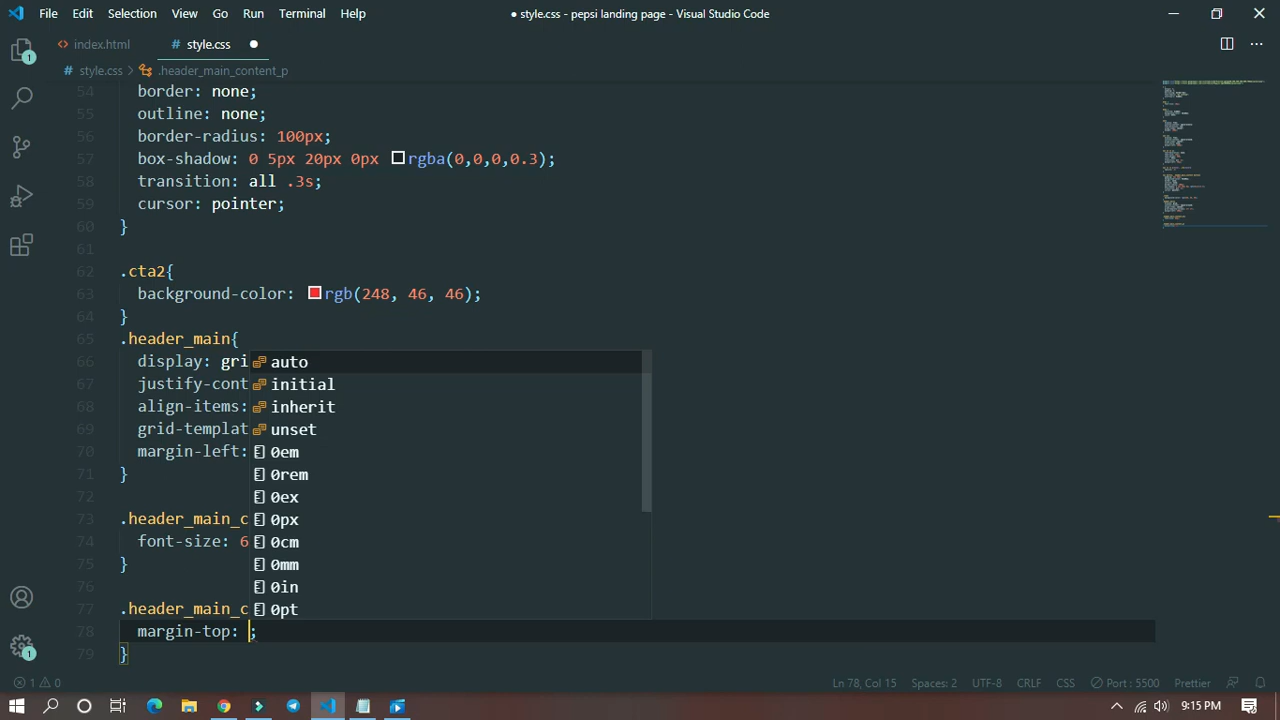 File Edit Selection View Go Run Terminal Help
● style.css - pepsi landing page - Visual Studio Code
index.html
# style.css ●
# style.css > .header_main_content_p
54 border: none;
55 outline: none;
56 border-radius: 100px;
57 box-shadow: 0 5px 20px 0px rgba(0,0,0,0.3);
58 transition: all .3s;
59 cursor: pointer;
60 }
61
62 .cta2{
63 background-color: rgb(248, 46, 46);
64 }
65 .header_main{
66 display: gri
67 justify-cont
68 align-items:
69 grid-templat
70 margin-left:
71 }
72
73 .header_main_c
74 font-size: 6
75 }
76
77 .header_main_c
78 margin-top: ;
79 }
auto
initial
inherit
unset
0em
0rem
0ex
0px
0cm
0mm
0in
0pt
1
1
1 0
Ln 78, Col 15
Spaces: 2
UTF-8
CRLF
CSS
Port : 5500
Prettier
9:15 PM